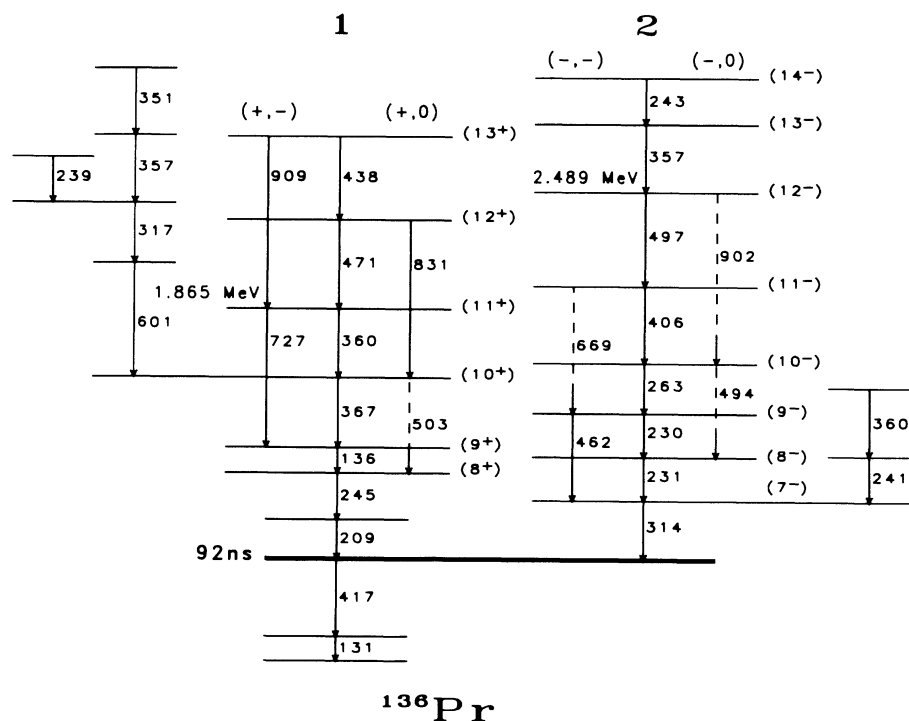 1 2
(-,-) (-,0)
(14-)
351 243
(+,-) (+,0)
(13+) (13-)
357 909 438 357
239 2.489 MeV (12-)
(12+)
317 471 831 497 902
1.865 MeV (11+) (11-)
601 727 360 669 406
(10+) (10-)
367 503 263 494
(9+) (9-)
136 462 230 360
(8+) (8-)
245 231 241
(7-)
209 314
92ns
417
131
¹³⁶Pr